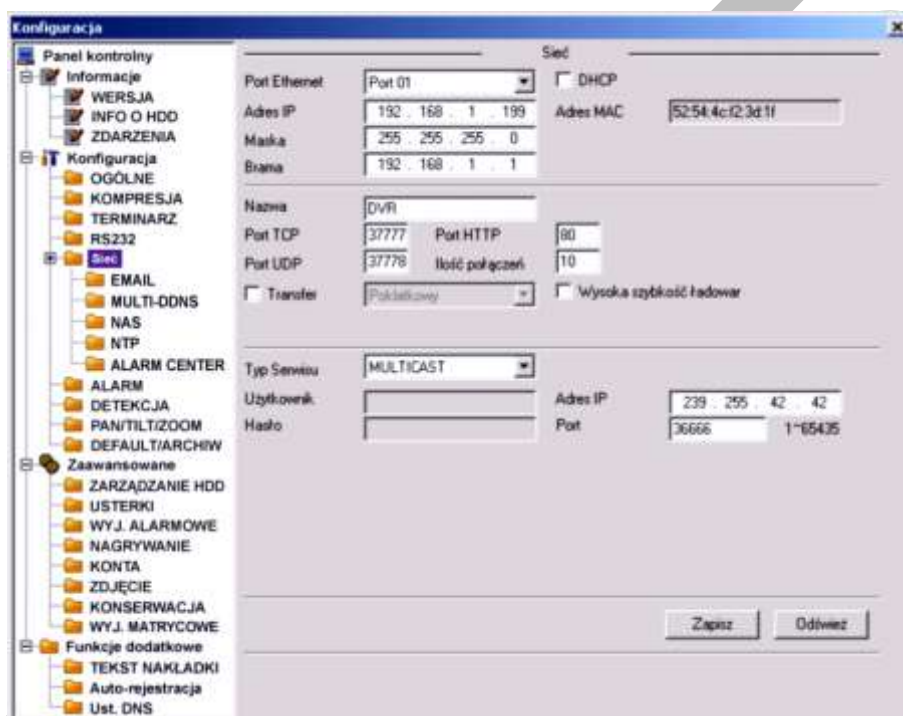 Konfiguracja
Panel kontrolny
Informacje
WERSJA
INFO O HDD
ZDARZENIA
Konfiguracja
OGÓLNE
KOMPRESJA
TERMINARZ
RS232
Sieć
EMAIL
MULTI-DDNS
NAS
NTP
ALARM CENTER
ALARM
DETEKCJA
PAN/TILT/ZOOM
DEFAULT/ARCHIW
Zaawansowane
ZARZĄDZANIE HDD
USTERKI
WYJ. ALARMOWE
NAGRYWANIE
KONTA
ZDJĘCIE
KONSERWACJA
WYJ. MATRYCOWE
Funkcje dodatkowe
TEKST NAKŁADKI
Auto-rejestracja
Ust. DNS
Sieć
Port Ethernet Port 01 DHCP
Adres IP 192 . 168 . 1 . 199 Adres MAC 52:54:4c:f2:3d:1f
Maska 255 . 255 . 255 . 0
Brama 192 . 168 . 1 . 1
Nazwa DVR
Port TCP 37777 Port HTTP 80
Port UDP 37778 Ilość połączeń 10
Transfer Poklatkowy Wysoka szybkość ładowar
Typ Serwisu MULTICAST
Użytkownik Adres IP 239 . 255 . 42 . 42
Hasło Port 36666 1~65435
Zapisz Odśwież